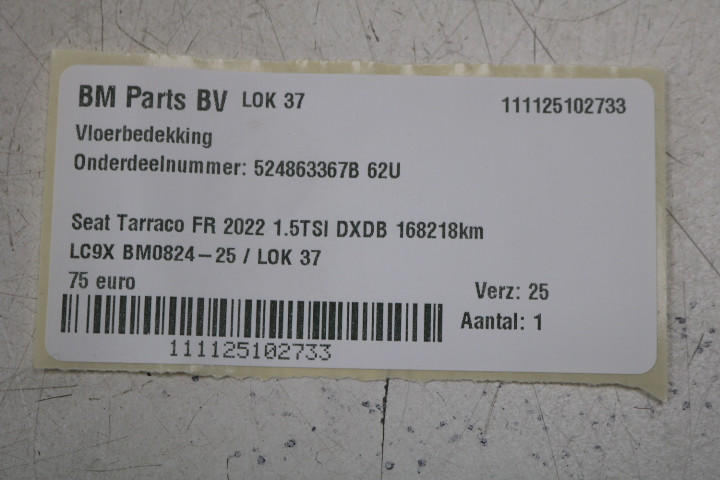 BM Parts BV LOK 37 111125102733
Vloerbedekking
Onderdeelnummer: 524863367B 62U
Seat Tarraco FR 2022 1.5TSI DXDB 168218km
LC9X BM0824-25 / LOK 37
75 euro
Verz: 25
Aantal: 1
111125102733